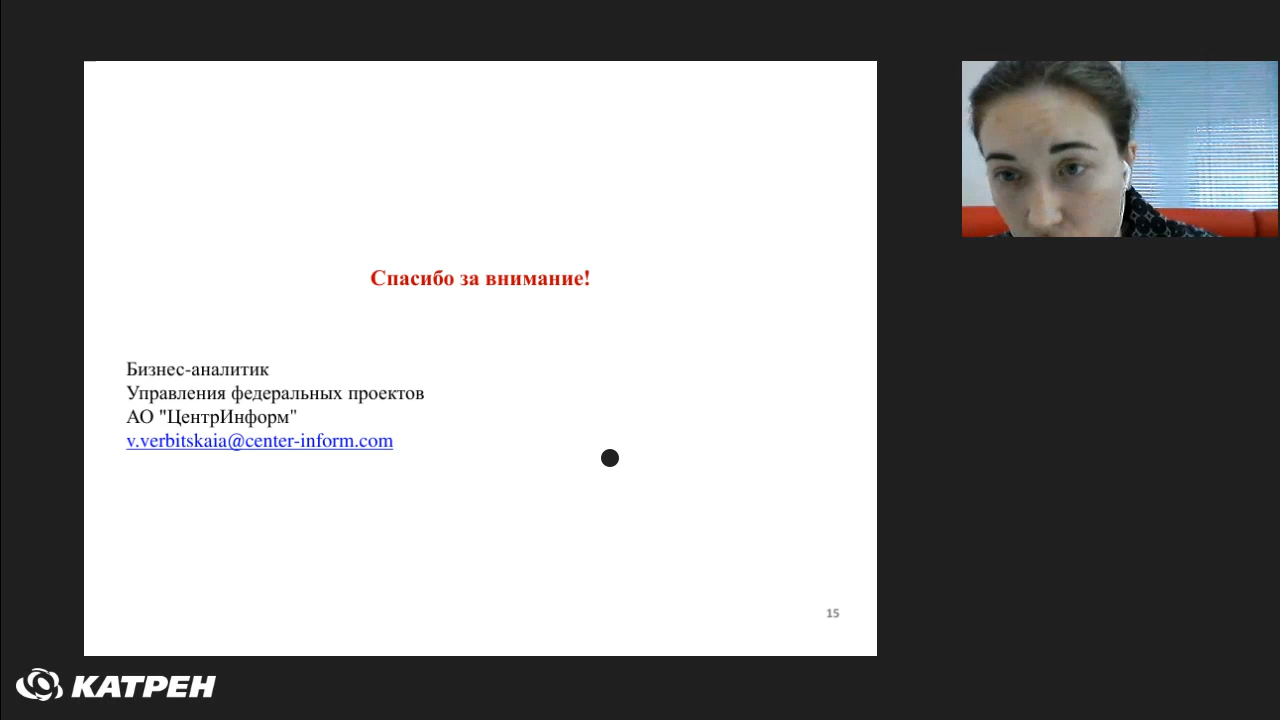 Спасибо за внимание!
Бизнес-аналитик
Управления федеральных проектов
АО "ЦентрИнформ"
v.verbitskaia@center-inform.com
15
КАТРЕН